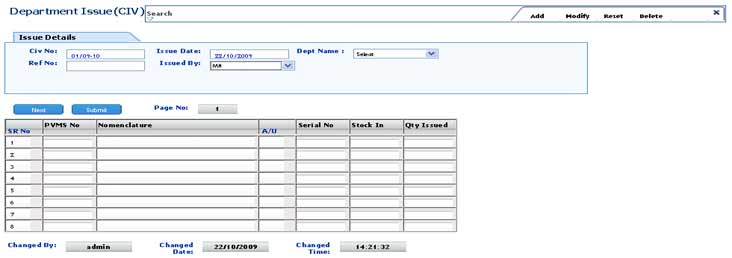 Department Issue(CIV) Search Add Modify Reset Delete ×
Issue Details
Civ No: 01/09-10 Issue Date: 22/10/2009 Dept Name : Select
Ref No: Issued By: MB
Next Submit Page No: 1
SR No PVMS No Nomenclature A/U Serial No Stock In Qty Issued
1
2
3
4
5
6
7
8
Changed By: admin Changed Date: 22/10/2009 Changed Time: 14:21:32